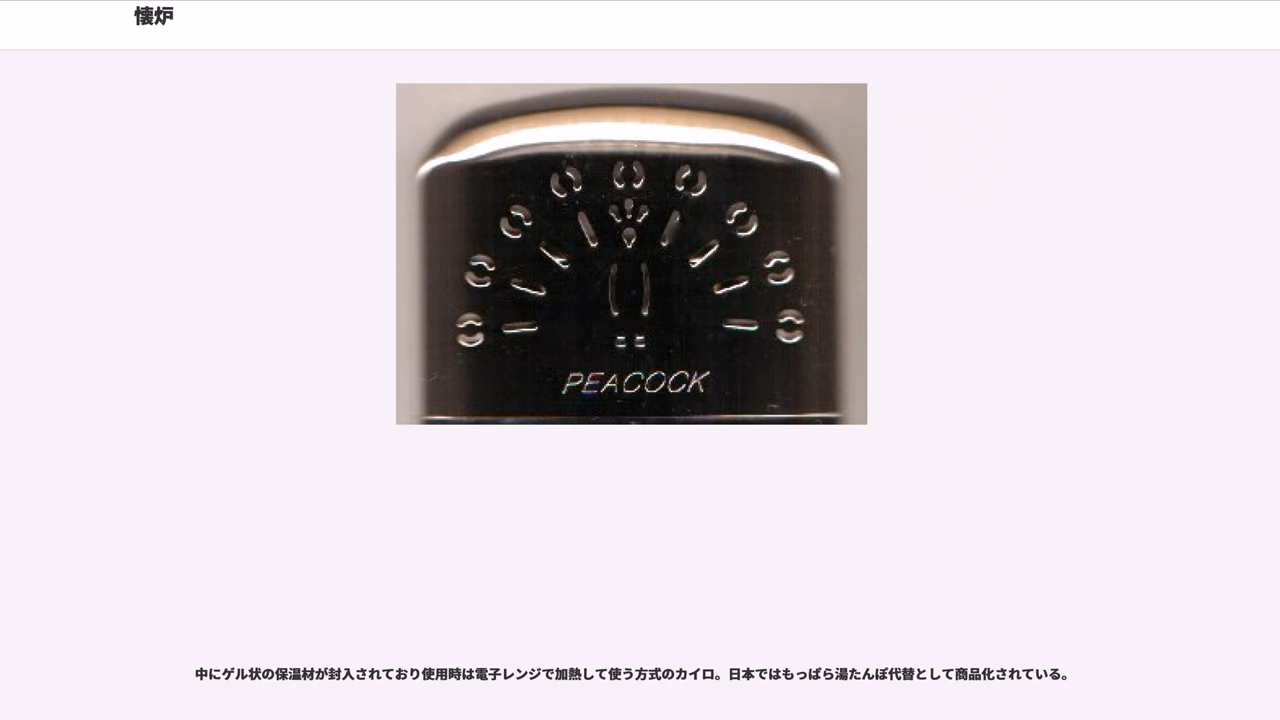 懐炉
PEACOCK
中にゲル状の保温材が封入されており使用時は電子レンジで加熱して使う方式のカイロ。日本ではもっぱら湯たんぽ代替として商品化されている。